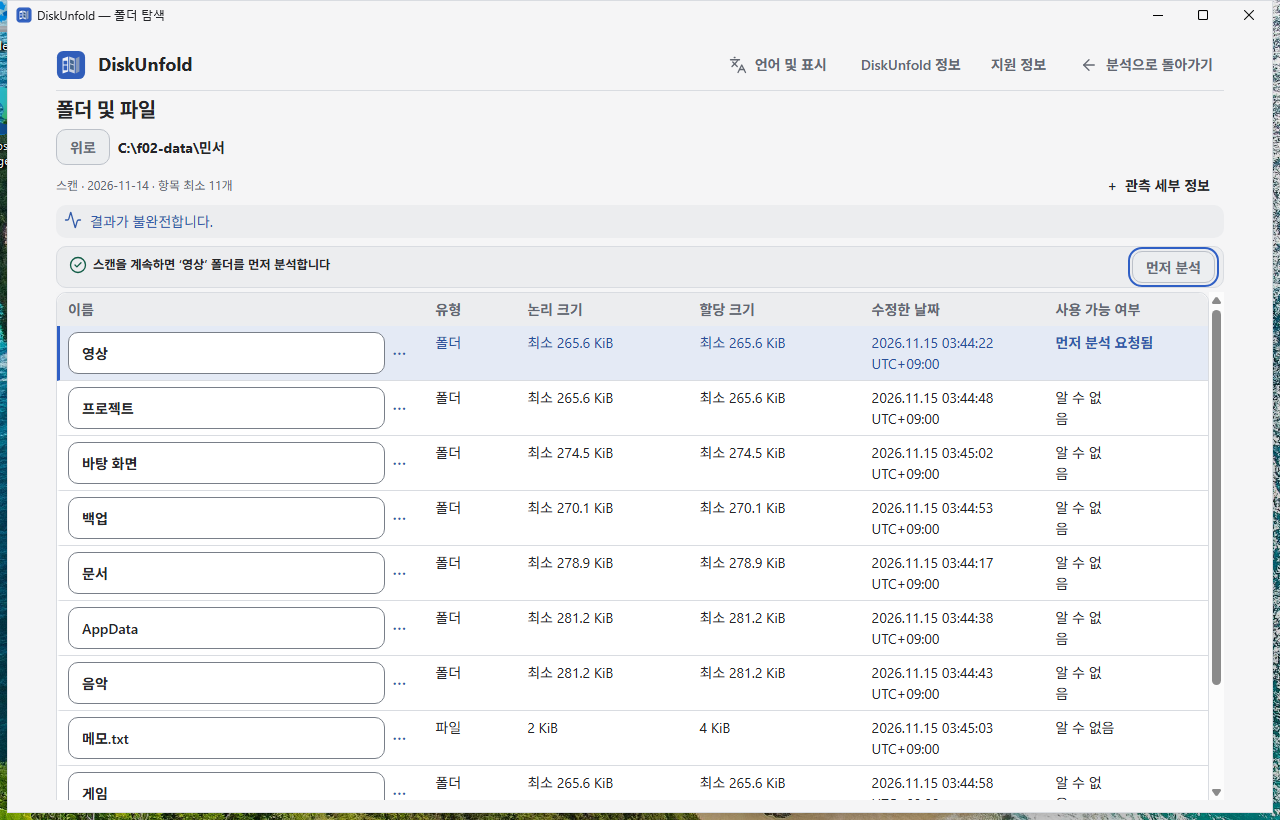 DiskUnfold — 폴더 탐색
DiskUnfold
언어 및 표시
DiskUnfold 정보
지원 정보
← 분석으로 돌아가기
폴더 및 파일
위로
C:\f02-data\민서
스캔 · 2026-11-14 · 항목 최소 11개
+ 관측 세부 정보
결과가 불완전합니다.
스캔을 계속하면 ‘영상’ 폴더를 먼저 분석합니다
먼저 분석
이름 유형 논리 크기 할당 크기 수정한 날짜 사용 가능 여부
영상 ··· 폴더 최소 265.6 KiB 최소 265.6 KiB 2026.11.15 03:44:22 먼저 분석 요청됨
UTC+09:00
프로젝트 ··· 폴더 최소 265.6 KiB 최소 265.6 KiB 2026.11.15 03:44:48 알 수 없
UTC+09:00 음
바탕 화면 ··· 폴더 최소 274.5 KiB 최소 274.5 KiB 2026.11.15 03:45:02 알 수 없
UTC+09:00 음
백업 ··· 폴더 최소 270.1 KiB 최소 270.1 KiB 2026.11.15 03:44:53 알 수 없
UTC+09:00 음
문서 ··· 폴더 최소 278.9 KiB 최소 278.9 KiB 2026.11.15 03:44:17 알 수 없
UTC+09:00 음
AppData ··· 폴더 최소 281.2 KiB 최소 281.2 KiB 2026.11.15 03:44:38 알 수 없
UTC+09:00 음
음악 ··· 폴더 최소 281.2 KiB 최소 281.2 KiB 2026.11.15 03:44:43 알 수 없
UTC+09:00 음
메모.txt ··· 파일 2 KiB 4 KiB 2026.11.15 03:45:03 알 수 없음
UTC+09:00
게임 ··· 폴더 최소 265.6 KiB 최소 265.6 KiB 2026.11.15 03:44:58 알 수 없